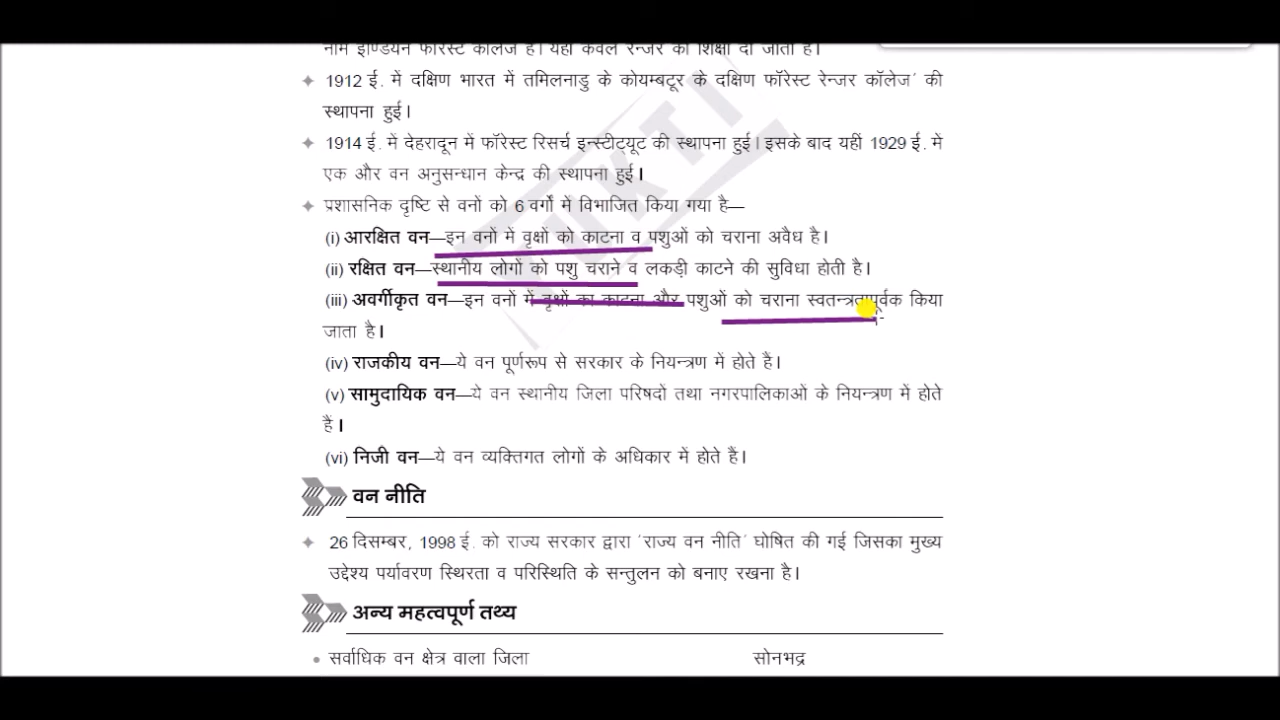 नाम इण्डियन फॉरेस्ट कॉलेज है। यहाँ केवल रेन्जर की शिक्षा दी जाती है।
✦ 1912 ई. में दक्षिण भारत में तमिलनाडु के कोयम्बटूर के दक्षिण फॉरेस्ट रेन्जर कॉलेज' की
स्थापना हुई।
✦ 1914 ई. में देहरादून में फॉरेस्ट रिसर्च इन्स्टीट्यूट की स्थापना हुई। इसके बाद यहीं 1929 ई. में
एक और वन अनुसन्धान केन्द्र की स्थापना हुई।
✦ प्रशासनिक दृष्टि से वनों को 6 वर्गों में विभाजित किया गया है—
(i) आरक्षित वन—इन वनों में वृक्षों को काटना व पशुओं को चराना अवैध है।
(ii) रक्षित वन—स्थानीय लोगों को पशु चराने व लकड़ी काटने की सुविधा होती है।
(iii) अवर्गीकृत वन—इन वनों में वृक्षों का काटना और पशुओं को चराना स्वतन्त्रतापूर्वक किया
जाता है।
(iv) राजकीय वन—ये वन पूर्णरूप से सरकार के नियन्त्रण में होते हैं।
(v) सामुदायिक वन—ये वन स्थानीय जिला परिषदों तथा नगरपालिकाओं के नियन्त्रण में होते
हैं।
(vi) निजी वन—ये वन व्यक्तिगत लोगों के अधिकार में होते हैं।
वन नीति
✦ 26 दिसम्बर, 1998 ई. को राज्य सरकार द्वारा 'राज्य वन नीति' घोषित की गई जिसका मुख्य
उद्देश्य पर्यावरण स्थिरता व परिस्थिति के सन्तुलन को बनाए रखना है।
अन्य महत्वपूर्ण तथ्य
• सर्वाधिक वन क्षेत्र वाला जिला सोनभद्र